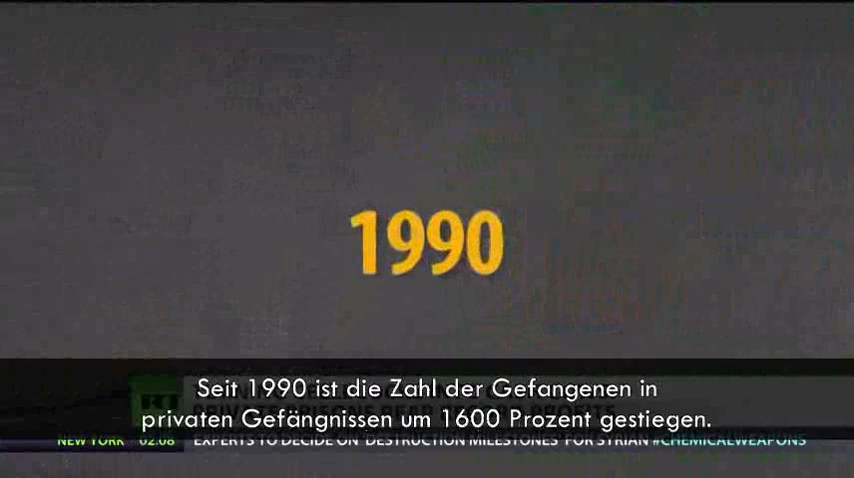 1990
Seit 1990 ist die Zahl der Gefangenen in
privaten Gefängnissen um 1600 Prozent gestiegen.
RT
NEW YORK 02:08 EXPERTS TO DECIDE ON 'DESTRUCTION MILESTONES' FOR SYRIAN #CHEMICALWEAPONS